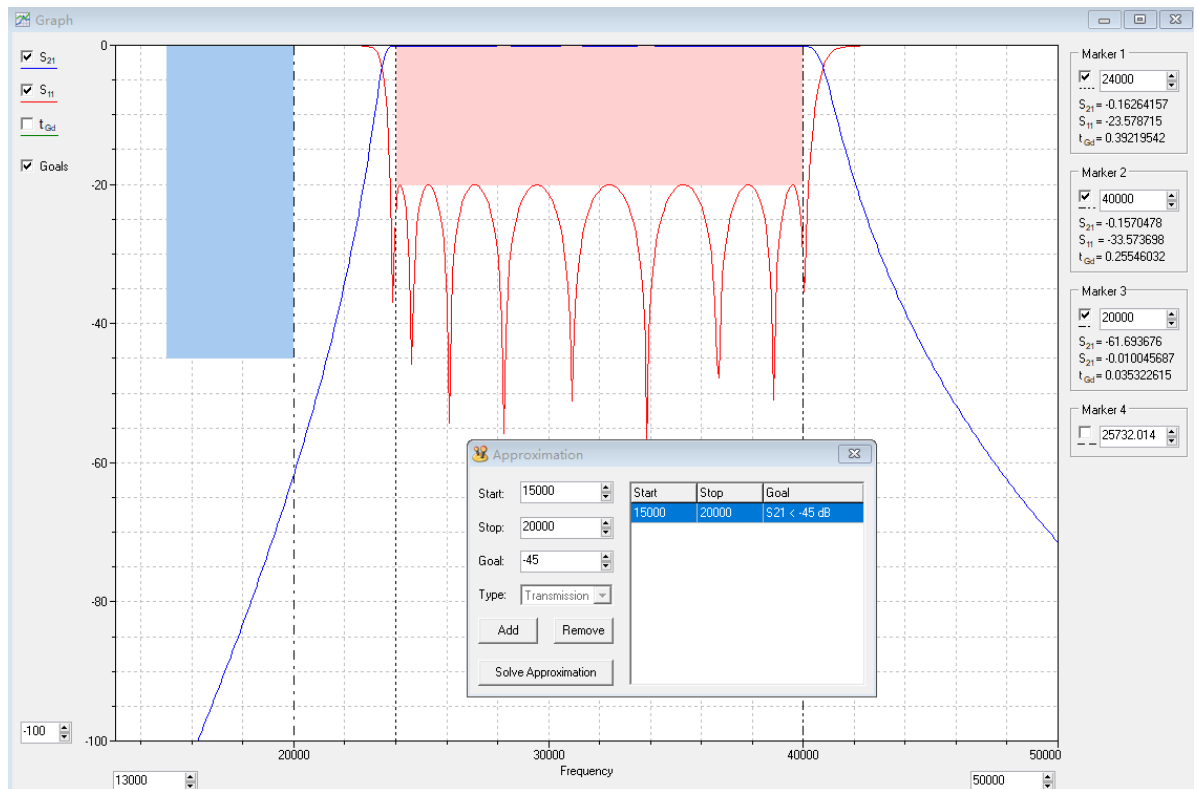 Graph
S21
S11
tGd
Goals
0
-20
-40
-60
-80
-100
-100
20000
30000
40000
50000
Frequency
13000
50000
Marker 1
24000
S21 = -0.16264157
S11 = -23.578715
tGd = 0.39219542
Marker 2
40000
S21 = -0.1570478
S11 = -33.573698
tGd = 0.25546032
Marker 3
20000
S21 = -61.693676
S21 = -0.010045687
tGd = 0.035322615
Marker 4
25732.014
Approximation
Start: 15000
Stop: 20000
Goal: -45
Type: Transmission
Add Remove
Solve Approximation
Start Stop Goal
15000 20000 S21 < -45 dB